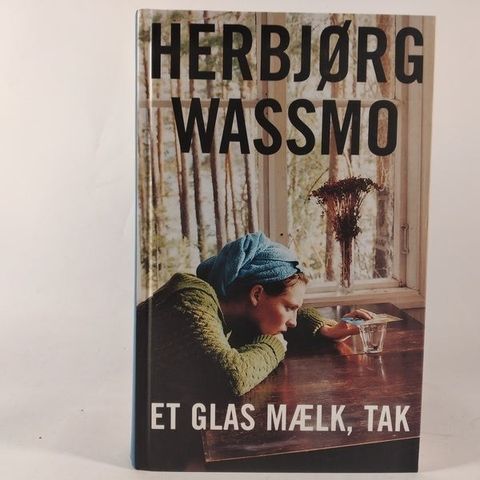 HERBJØRG
WASSMO
ET GLAS MÆLK, TAK